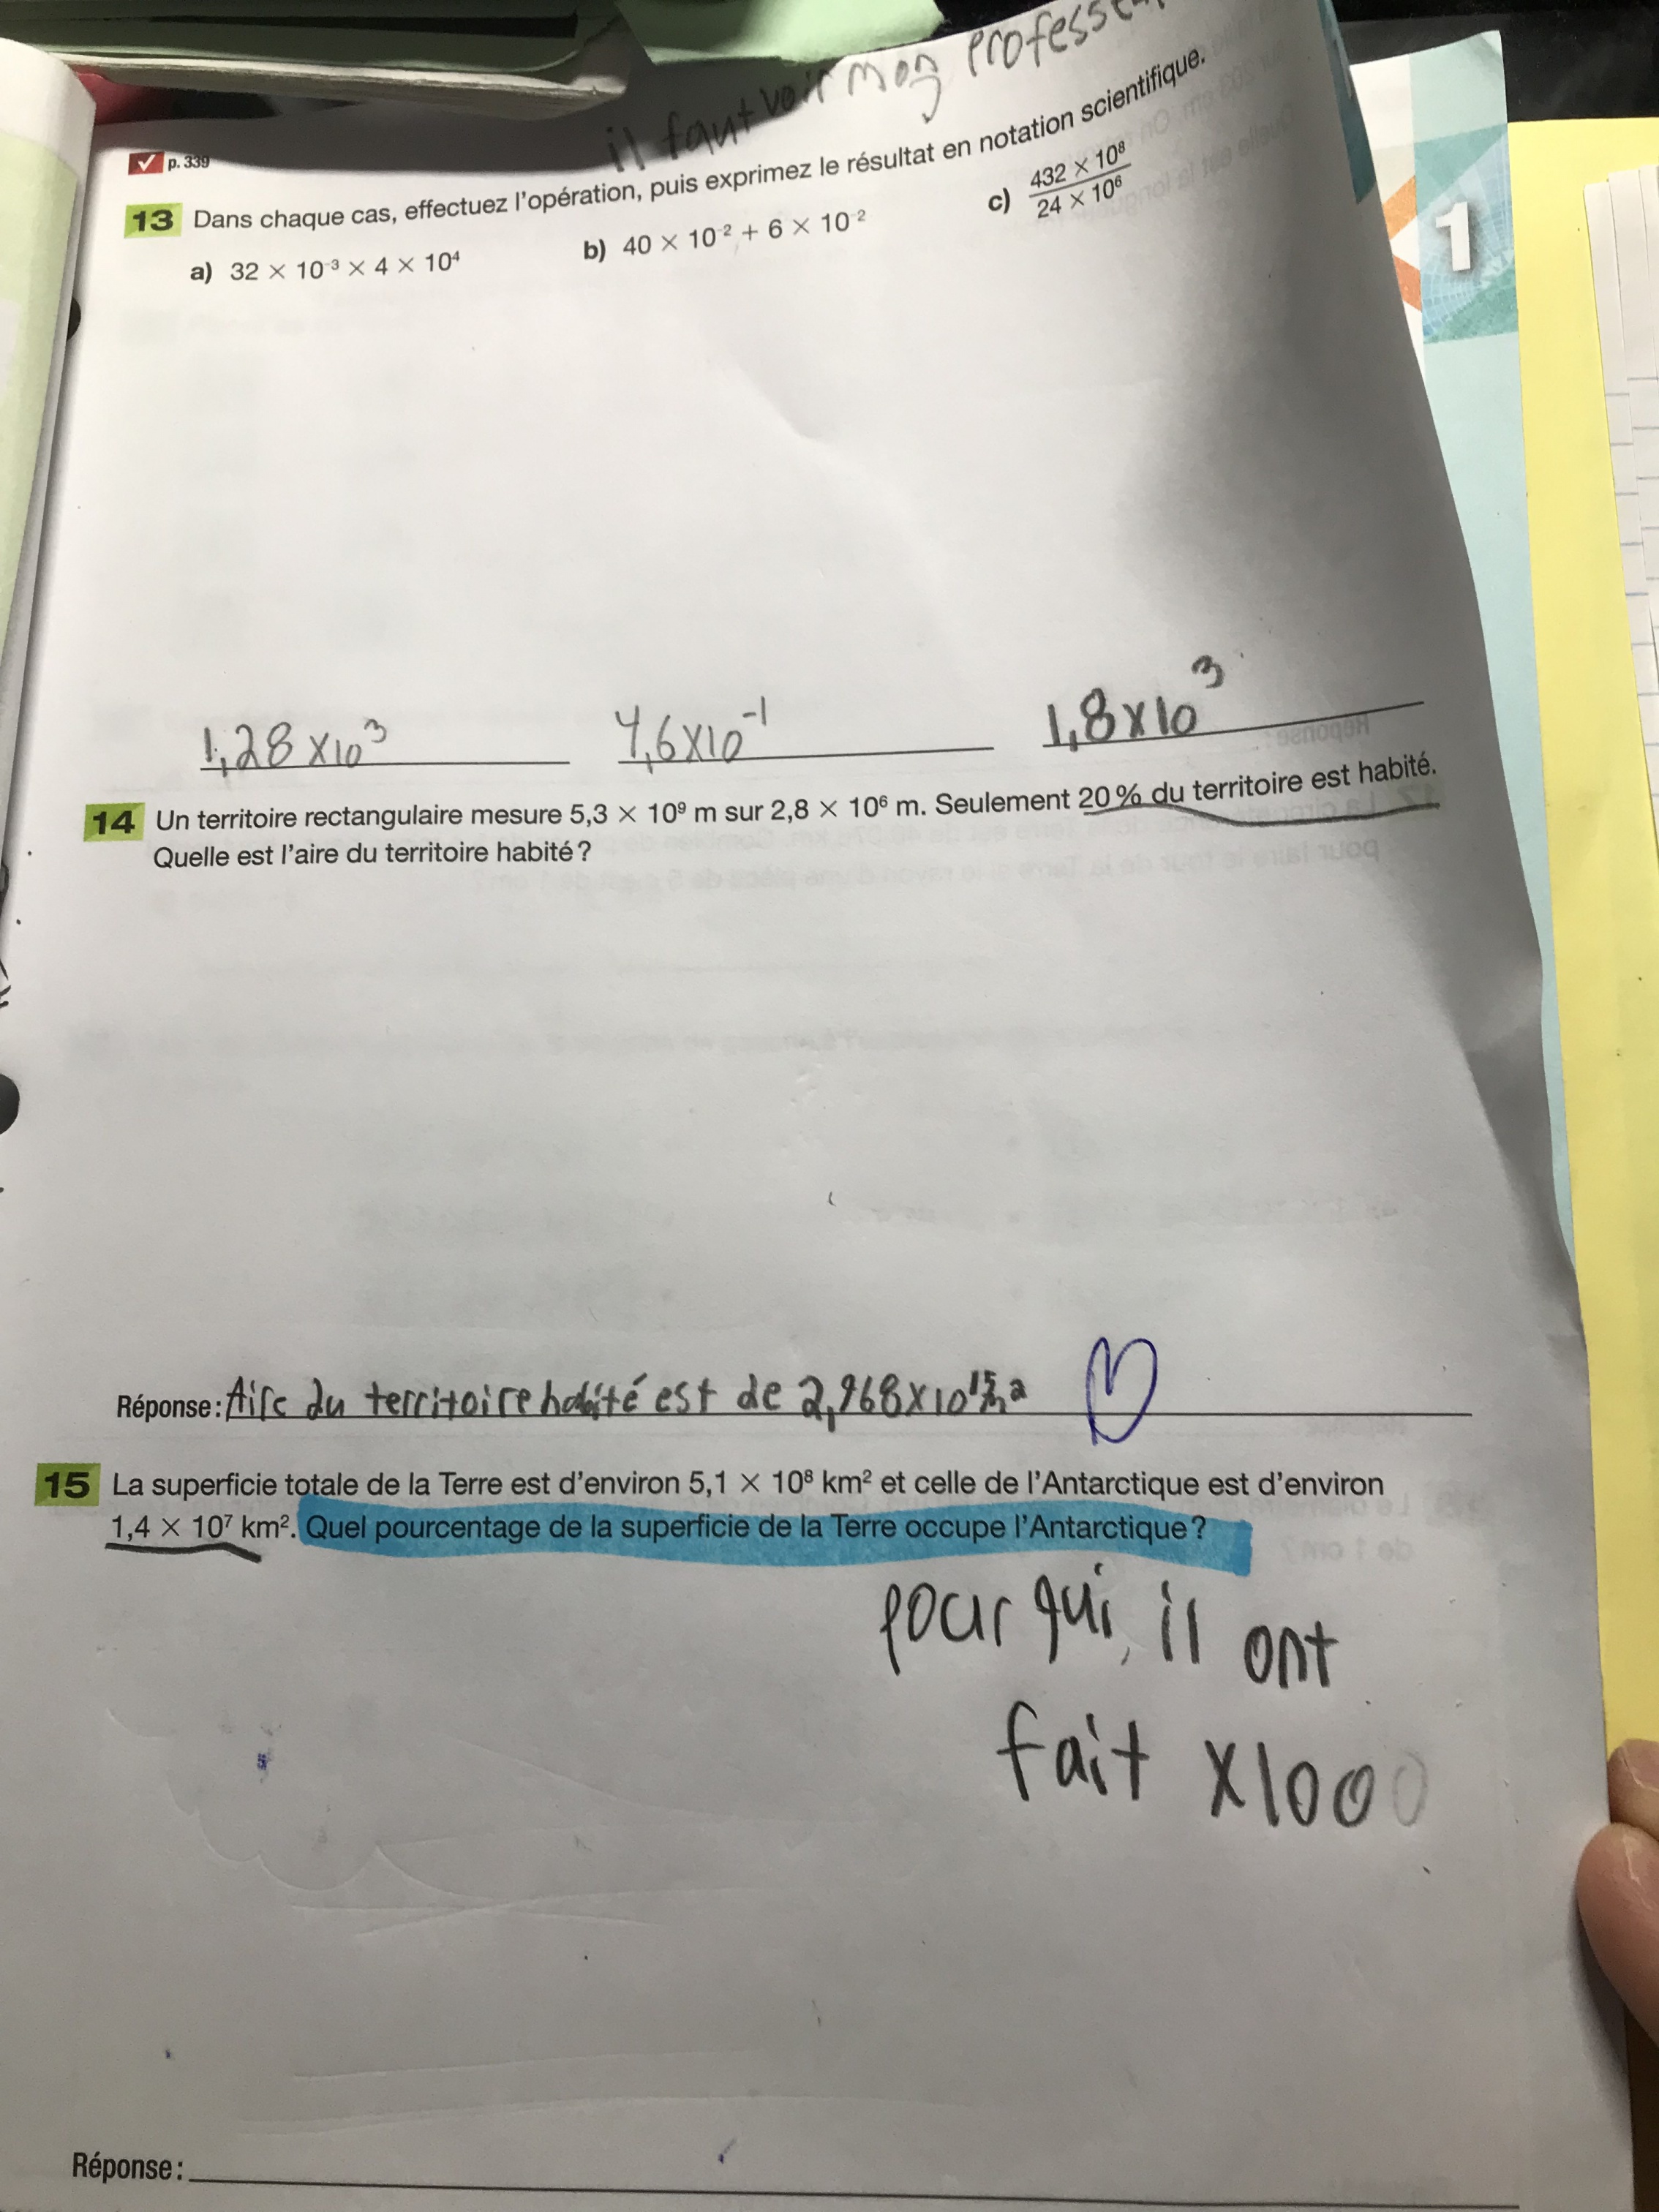 il faut voir mon
✓ p. 339
13 Dans chaque cas, effectuez l'opération, puis exprimez le résultat en notation scientifique.
a) 32 × 10⁻³ × 4 × 10⁴
b) 40 × 10⁻² + 6 × 10⁻²
c) 432 × 10⁸ / 24 × 10⁶
1
1,28 x10³
4,6x10⁻¹
1,8x10³
14 Un territoire rectangulaire mesure 5,3 × 10⁹ m sur 2,8 × 10⁶ m. Seulement 20 % du territoire est habité.
Quelle est l'aire du territoire habité ?
Réponse : Aire du territoire habité est de 2,968x10¹⁵m²
15 La superficie totale de la Terre est d'environ 5,1 × 10⁸ km² et celle de l'Antarctique est d'environ
1,4 × 10⁷ km². Quel pourcentage de la superficie de la Terre occupe l'Antarctique ?
pour qui, il ont
fait x1000
Réponse :